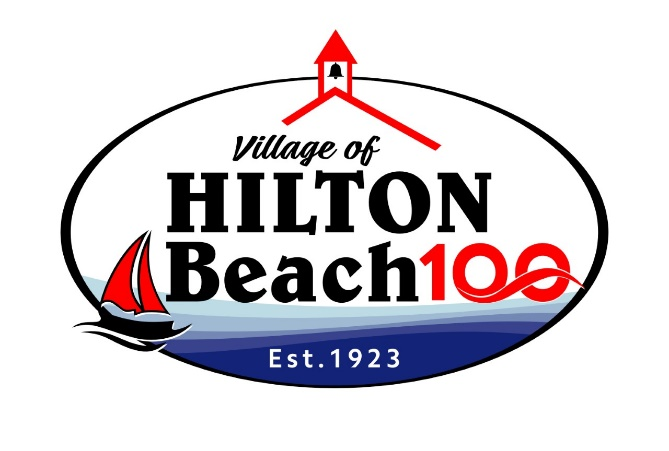 Village of
HILTON
Beach100
Est.1923